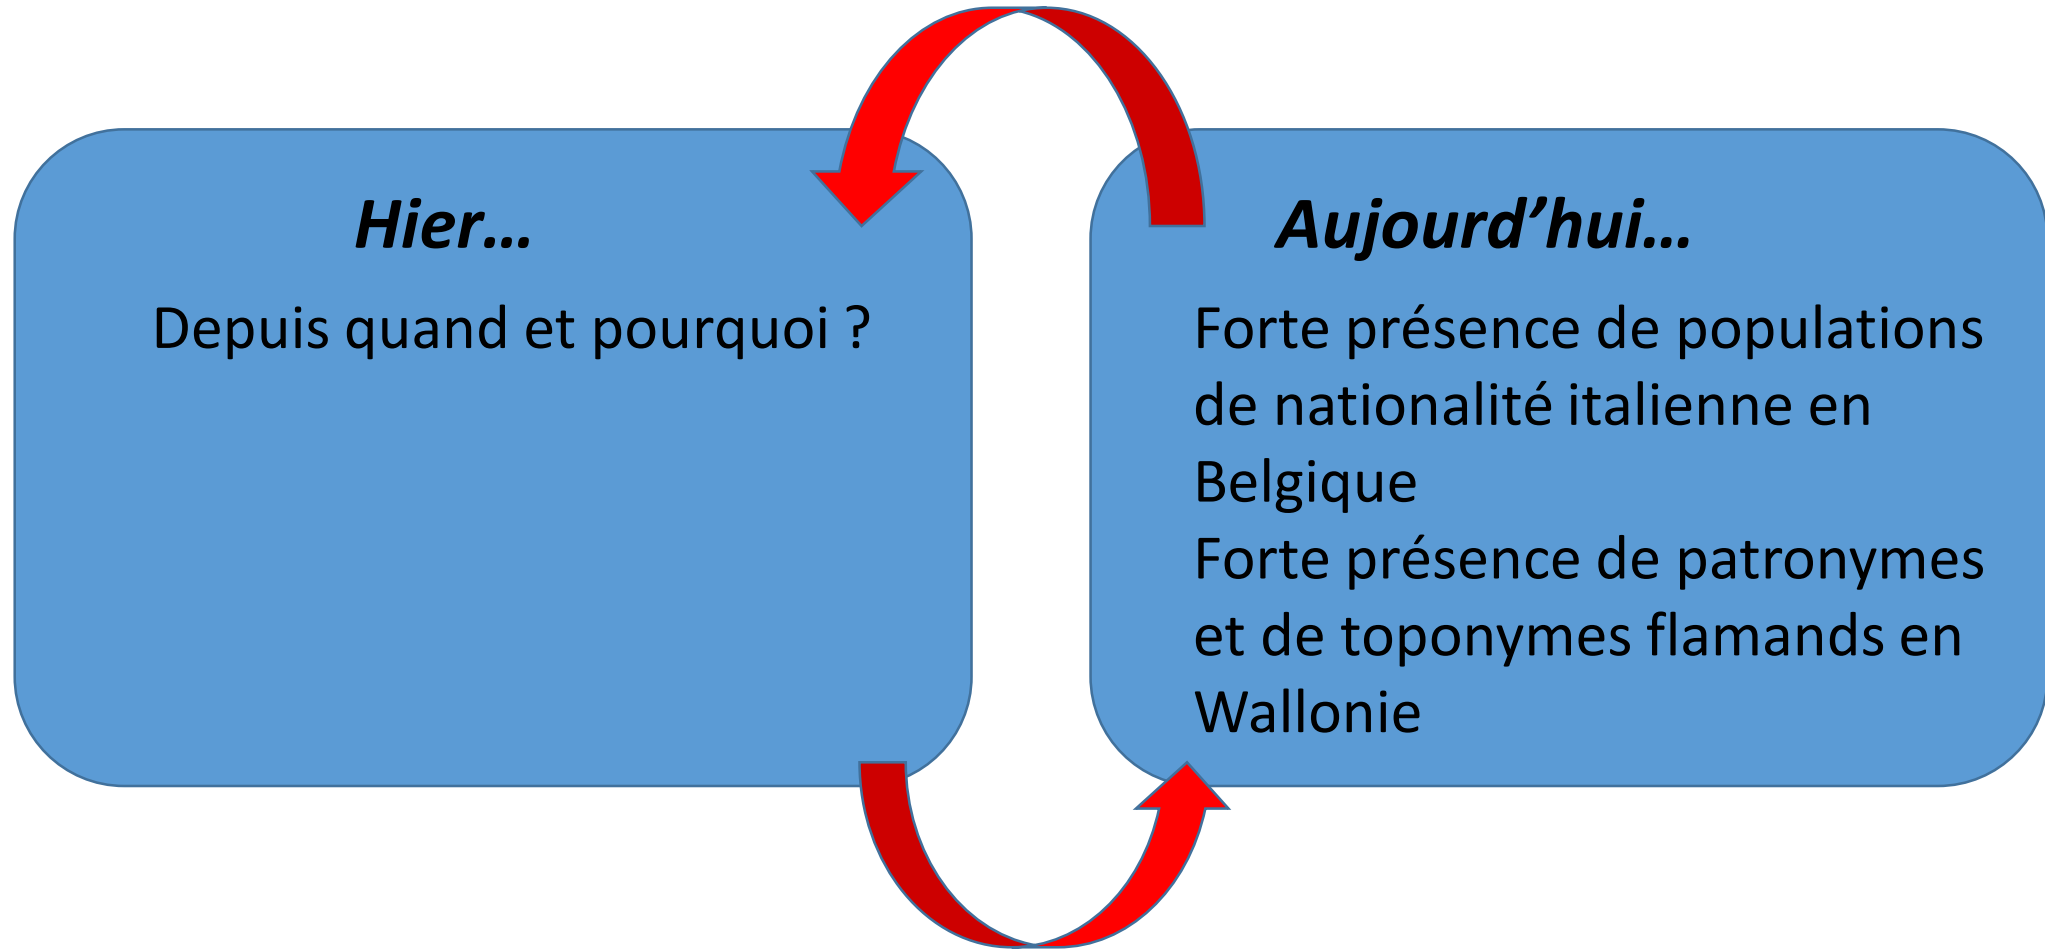 Hier…
Depuis quand et pourquoi ?
Aujourd’hui…
Forte présence de populations
de nationalité italienne en
Belgique
Forte présence de patronymes
et de toponymes flamands en
Wallonie